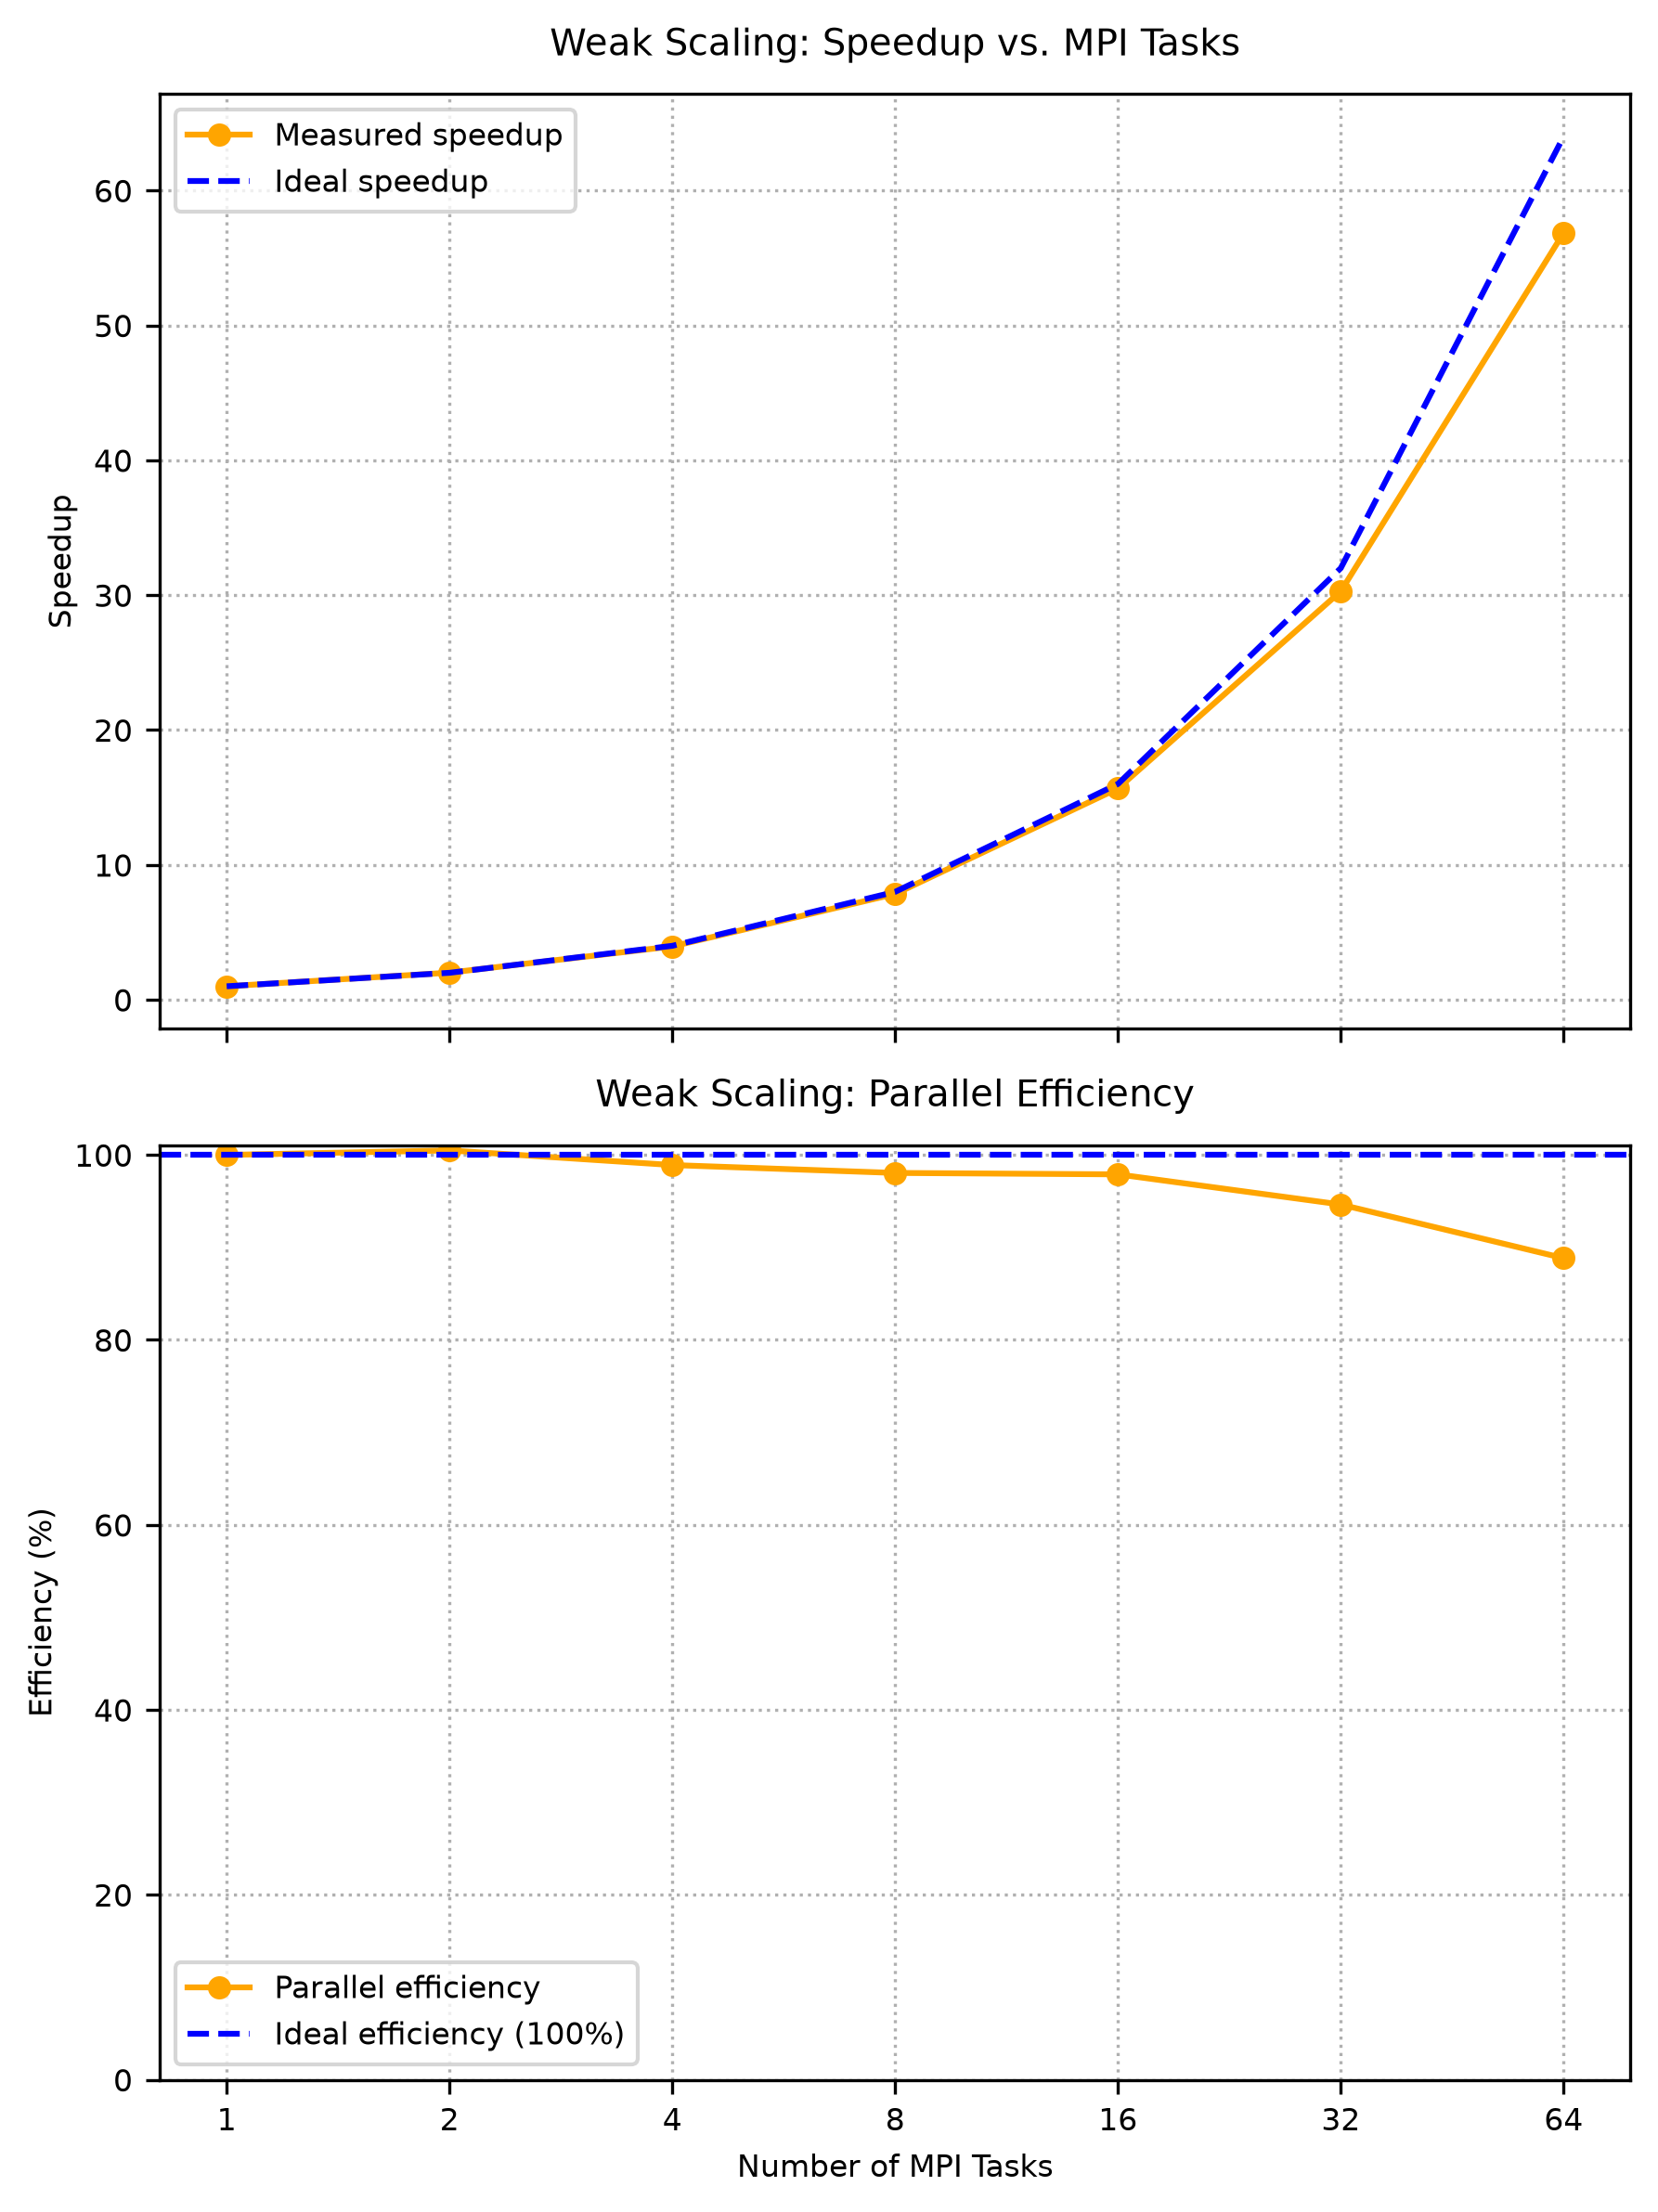 Weak Scaling: Speedup vs. MPI Tasks
Measured speedup
Ideal speedup
60
50
40
30
20
10
0
Speedup
Weak Scaling: Parallel Efficiency
100
80
60
40
20
0
Efficiency (%)
Parallel efficiency
Ideal efficiency (100%)
1 2 4 8 16 32 64
Number of MPI Tasks